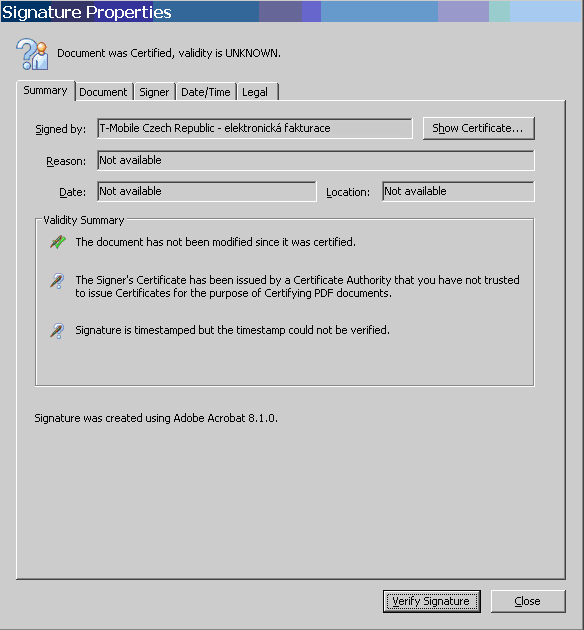 Signature Properties
Document was Certified, validity is UNKNOWN.
Summary Document Signer Date/Time Legal
Signed by: T-Mobile Czech Republic - elektronická fakturace Show Certificate...
Reason: Not available
Date: Not available Location: Not available
Validity Summary
The document has not been modified since it was certified.
The Signer's Certificate has been issued by a Certificate Authority that you have not trusted
to issue Certificates for the purpose of Certifying PDF documents.
Signature is timestamped but the timestamp could not be verified.
Signature was created using Adobe Acrobat 8.1.0.
Verify Signature Close